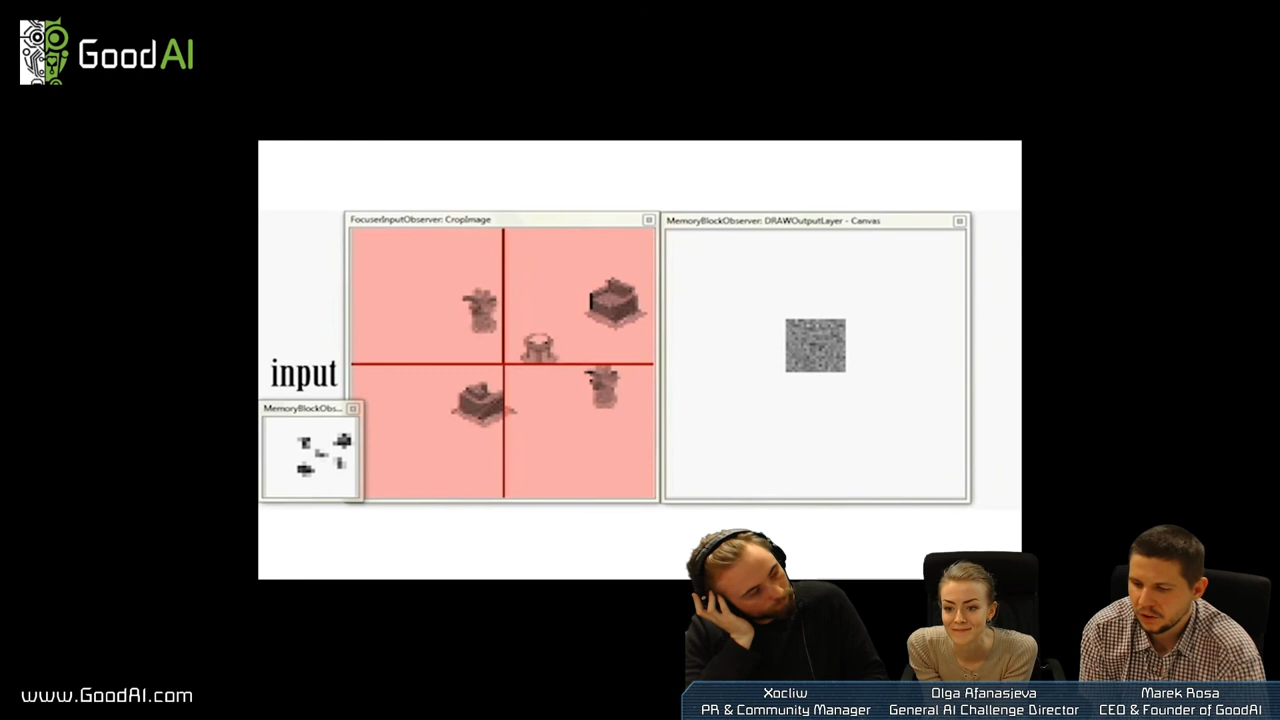 GoodAI
FocuserInputObserver: CropImage
MemoryBlockObserver: DRAWOutputLayer - Canvas
input
MemoryBlockObs...
www.GoodAI.com
Xocliw
PR & Community Manager
Olga Afanasjeva
General AI Challenge Director
Marek Rosa
CEO & Founder of GoodAI